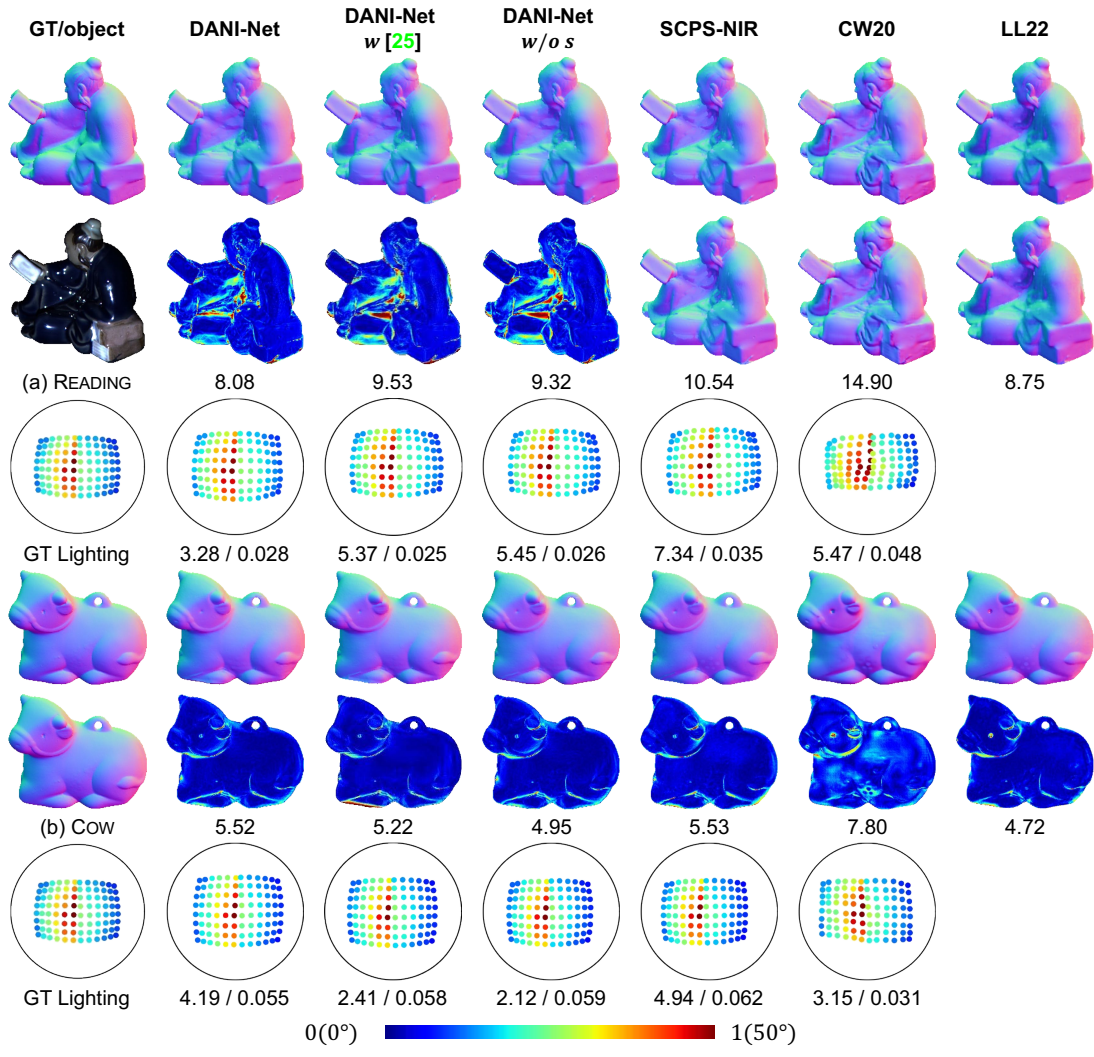 GT/object DANI-Net DANI-Net w [25] DANI-Net w/o s SCPS-NIR CW20 LL22
(a) READING 8.08 9.53 9.32 10.54 14.90 8.75
GT Lighting 3.28 / 0.028 5.37 / 0.025 5.45 / 0.026 7.34 / 0.035 5.47 / 0.048
(b) COW 5.52 5.22 4.95 5.53 7.80 4.72
GT Lighting 4.19 / 0.055 2.41 / 0.058 2.12 / 0.059 4.94 / 0.062 3.15 / 0.031
0(0°) 1(50°)